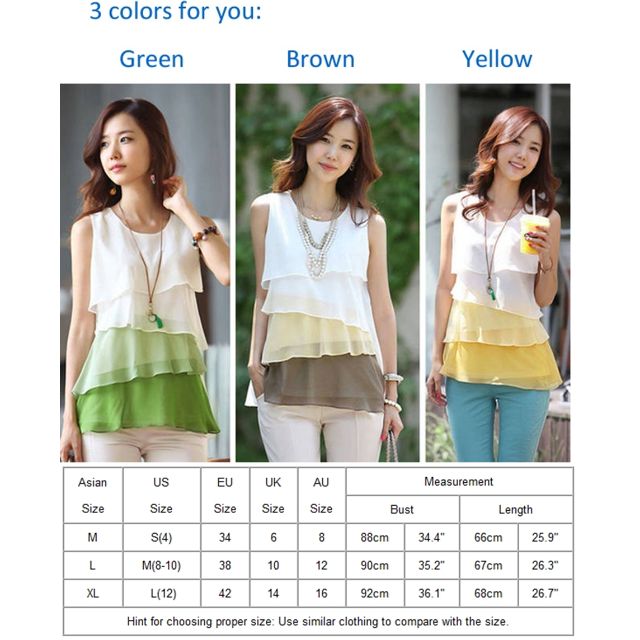 3 colors for you:
Green Brown Yellow
Asian Size US Size EU Size UK Size AU Size Measurement
Bust Length
M S(4) 34 6 8 88cm 34.4" 66cm 25.9"
L M(8-10) 38 10 12 90cm 35.2" 67cm 26.3"
XL L(12) 42 14 16 92cm 36.1" 68cm 26.7"
Hint for choosing proper size: Use similar clothing to compare with the size.